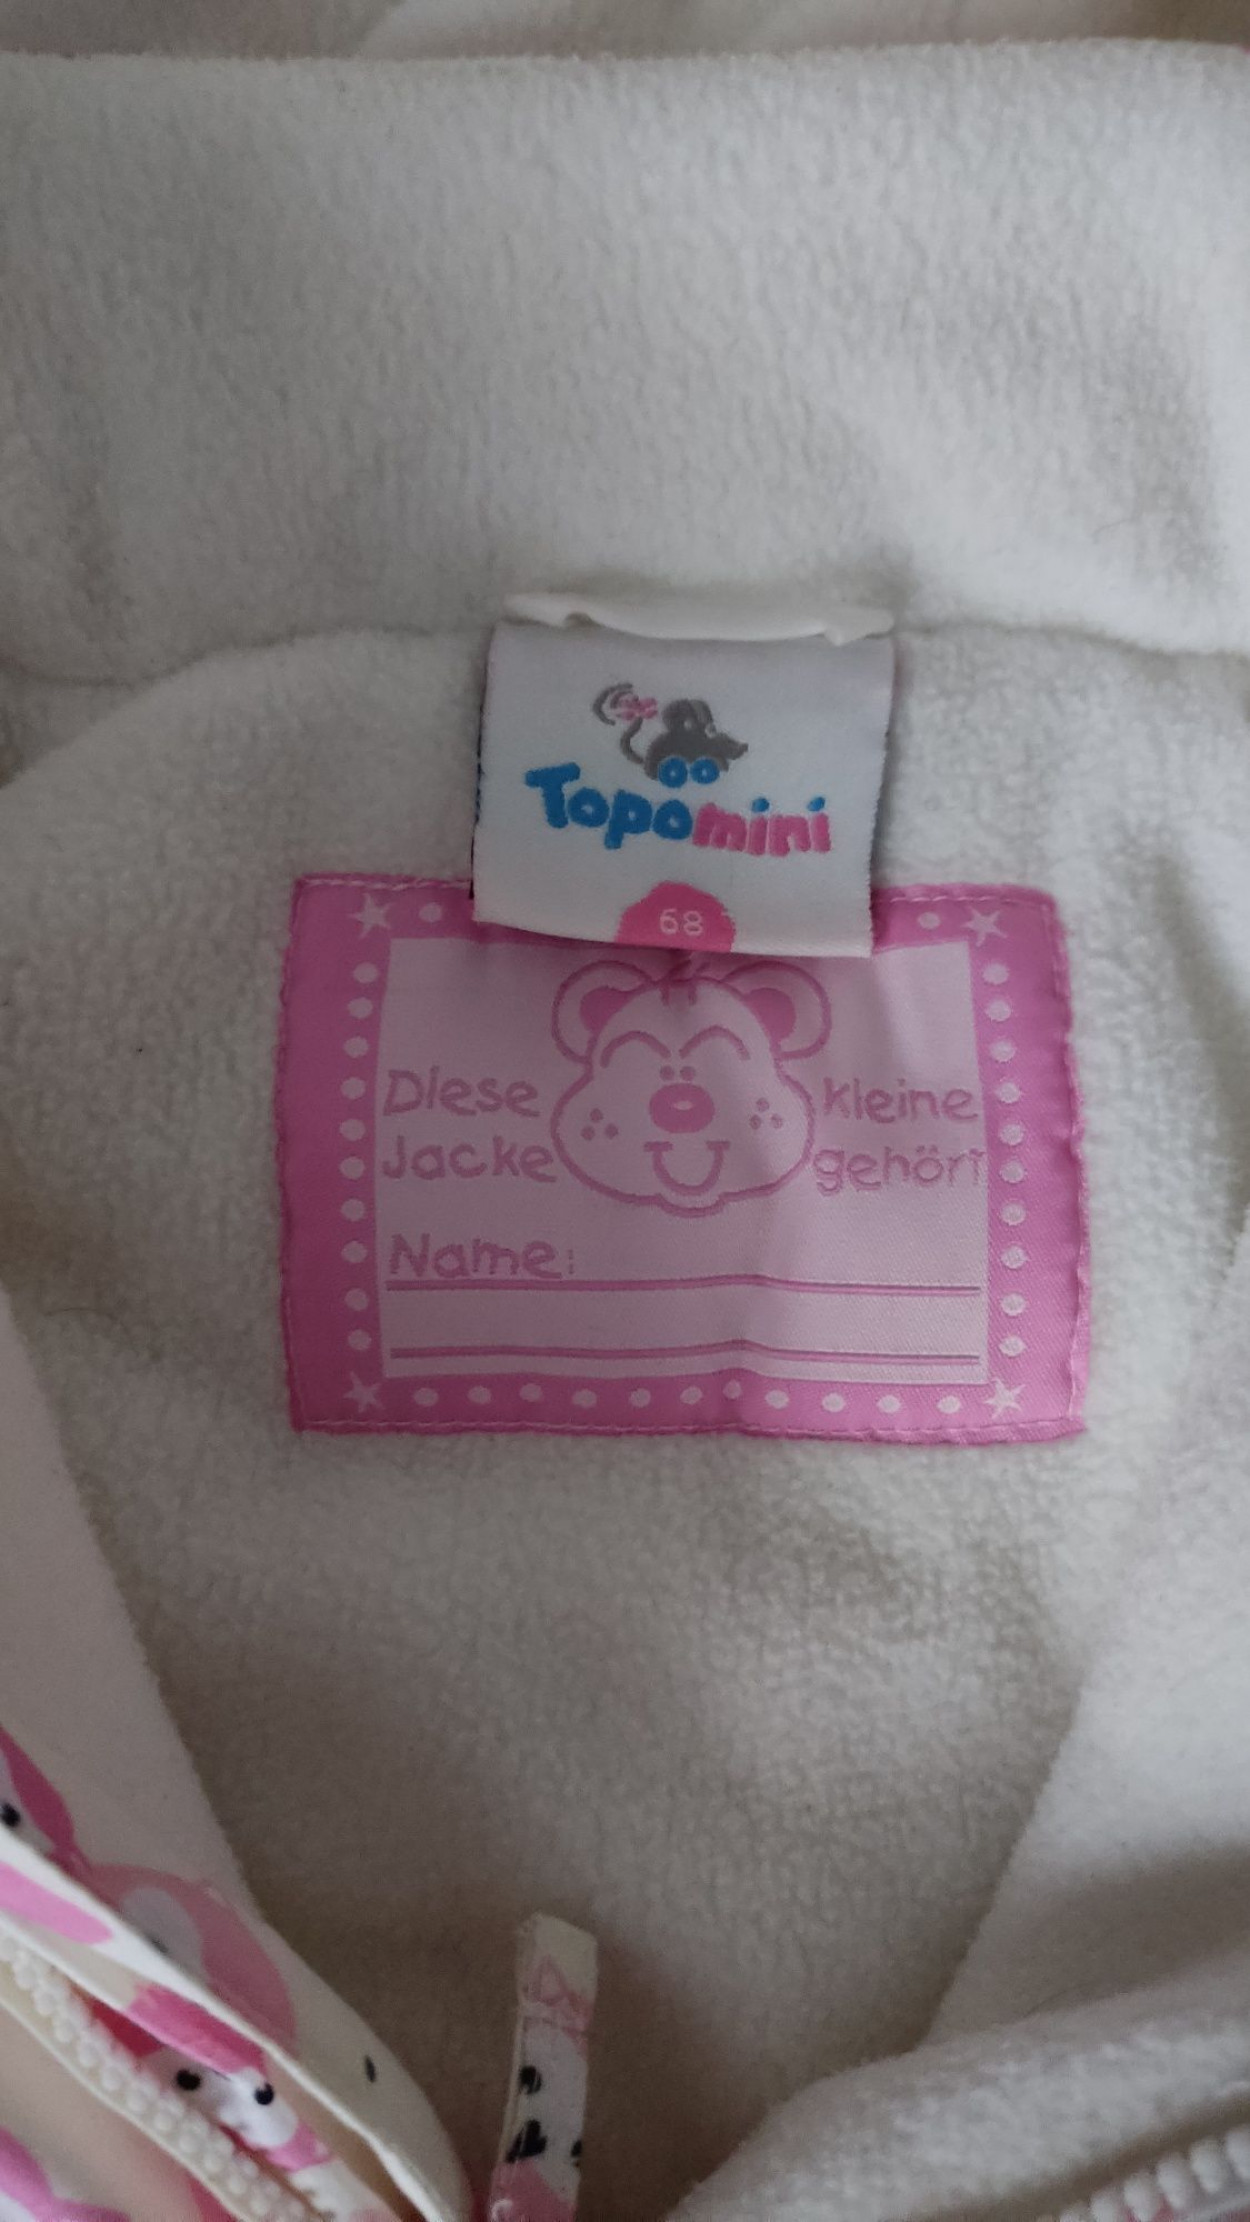 Topomini
68
Diese kleine
Jacke gehört
Name: